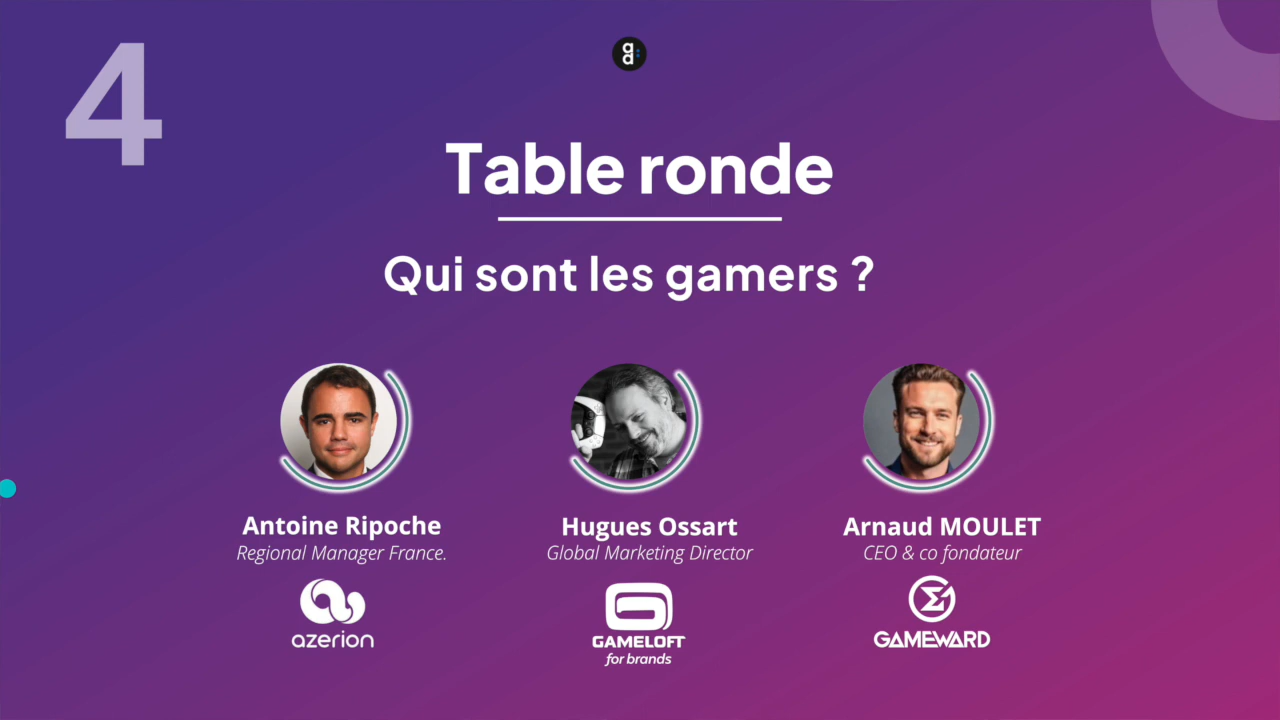 4
a
a:
Table ronde
Qui sont les gamers ?
Antoine Ripoche
Regional Manager France.
azerion
Hugues Ossart
Global Marketing Director
GAMELOFT
for brands
Arnaud MOULET
CEO & co fondateur
GAMEWARD